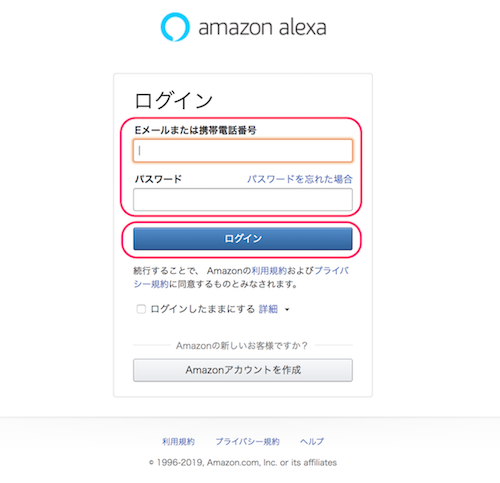 amazon alexa
ログイン
Eメールまたは携帯電話番号
パスワード パスワードを忘れた場合
ログイン
続行することで、 Amazonの利用規約およびプライバ
シー規約に同意するものとみなされます。
ログインしたままにする 詳細
Amazonの新しいお客様ですか？
Amazonアカウントを作成
利用規約 プライバシー規約 ヘルプ
© 1996-2019, Amazon.com, Inc. or its affiliates